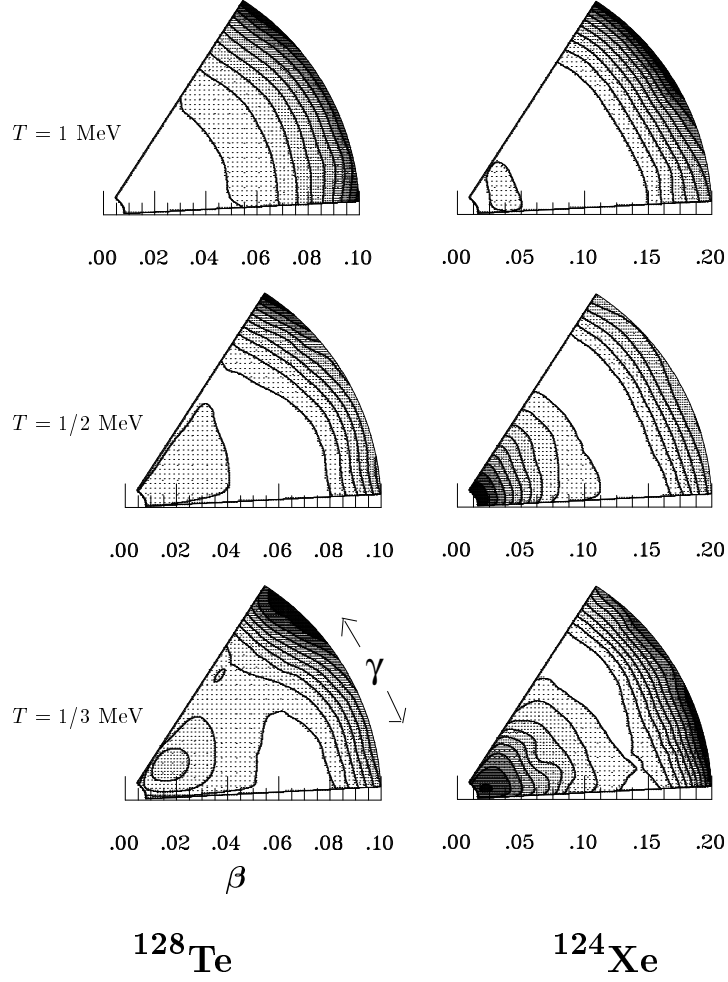 T = 1 MeV
.00 .02 .04 .06 .08 .10
.00 .05 .10 .15 .20
T = 1/2 MeV
.00 .02 .04 .06 .08 .10
.00 .05 .10 .15 .20
γ
T = 1/3 MeV
.00 .02 .04 .06 .08 .10
.00 .05 .10 .15 .20
β
¹²⁸Te
¹²⁴Xe